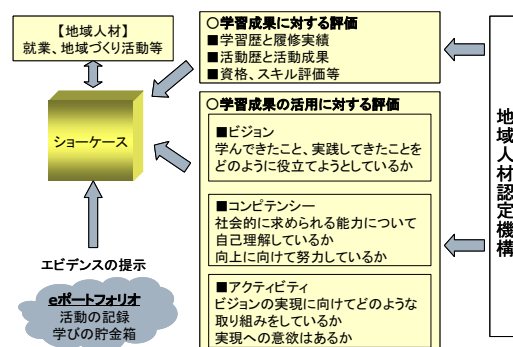 【地域人材】
就業、地域づくり活動等
ショーケース
エビデンスの提示
eポートフォリオ
活動の記録
学びの貯金箱
○学習成果に対する評価
■学習歴と履修実績
■活動歴と活動成果
■資格、スキル評価等
○学習成果の活用に対する評価
■ビジョン
学んできたこと、実践してきたことを
どのように役立てようとしているか
■コンピテンシー
社会的に求められる能力について
自己理解しているか
向上に向けて努力しているか
■アクティビティ
ビジョンの実現に向けてどのような
取り組みをしているか
実現への意欲はあるか
地域人材認定機構